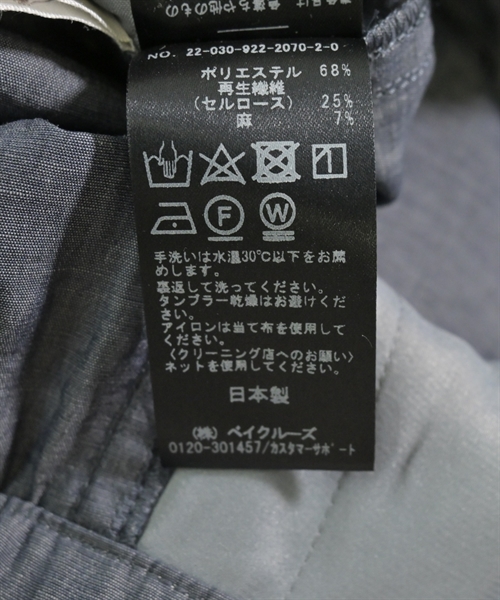 NO. 22-030-922-2070-2-0
ポリエステル 68%
再生繊維
(セルロース) 25%
麻 7%
F
W
手洗いは水温30℃以下をお薦
めします。
裏返して洗ってください。
タンブラー乾燥はお避けくださ
い。
アイロンは当て布を使用して
ください。
〈クリーニング店へのお願い〉
ネットを使用してください。
日本製
(株) ベイクルーズ
0120-301457/カスタマーサポート